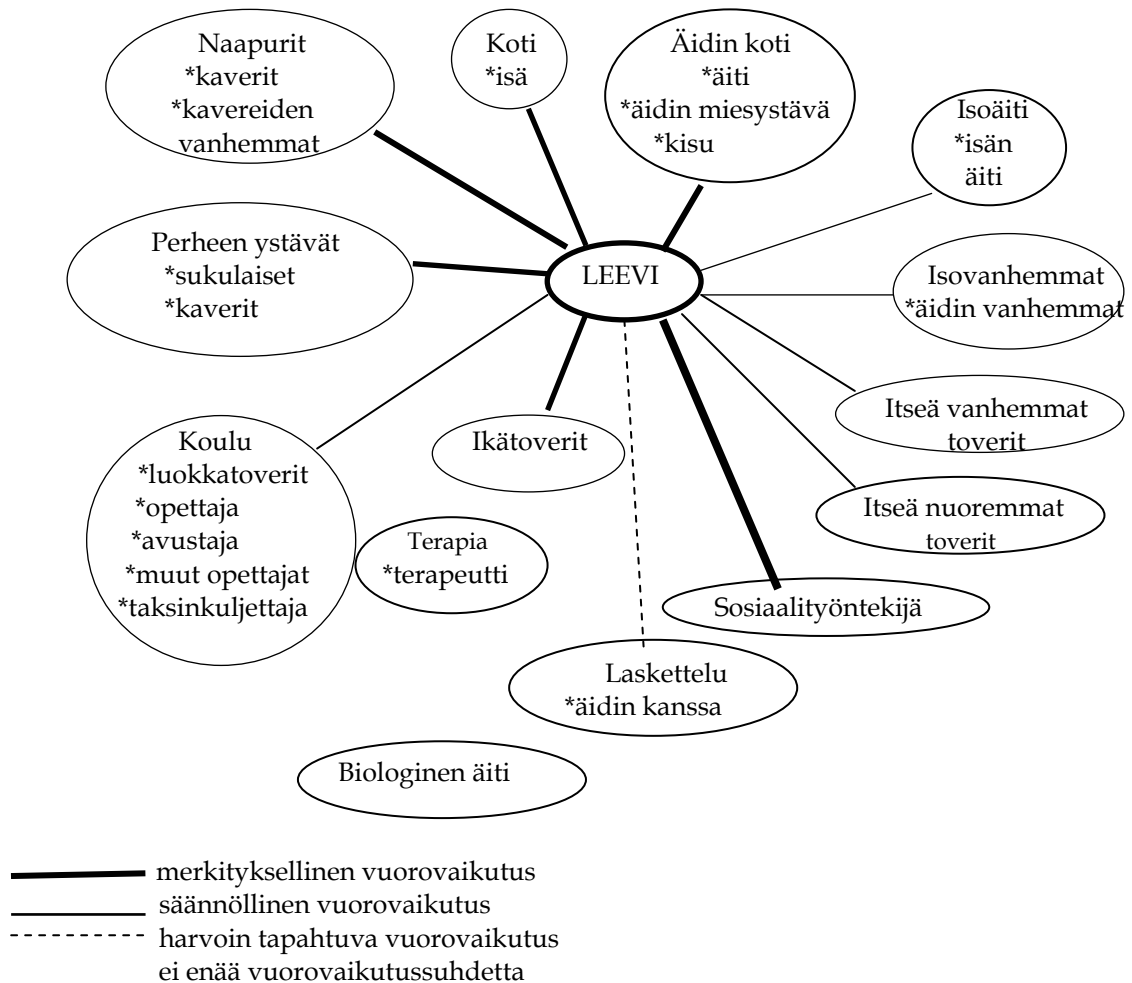 Naapurit
*kaverit
*kavereiden
vanhemmat
Koti
*isä
Äidin koti
*äiti
*äidin miesystävä
*kisu
Isoäiti
*isän
äiti
Perheen ystävät
*sukulaiset
*kaverit
LEEVI
Isovanhemmat
*äidin vanhemmat
Itseä vanhemmat
toverit
Koulu
*luokkatoverit
*opettaja
*avustaja
*muut opettajat
*taksinkuljettaja
Ikätoverit
Itseä nuoremmat
toverit
Terapia
*terapeutti
Sosiaalityöntekijä
Laskettelu
*äidin kanssa
Biologinen äiti
merkityksellinen vuorovaikutus
säännöllinen vuorovaikutus
harvoin tapahtuva vuorovaikutus
ei enää vuorovaikutussuhdetta